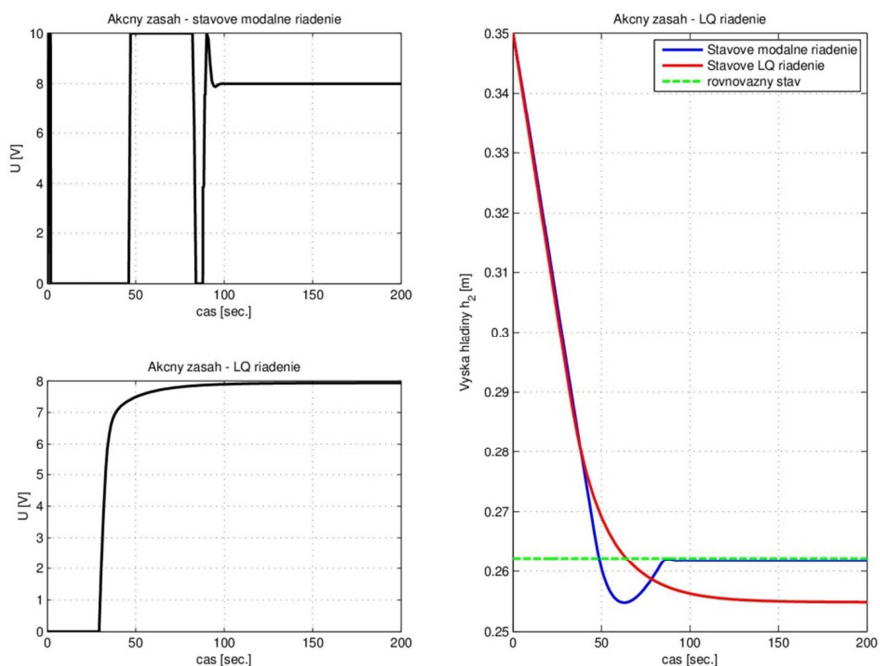 Akcny zasah - stavove modalne riadenie
10
8
6
4
2
0
U [V]
0 50 100 150 200
cas [sec.]
Akcny zasah - LQ riadenie
8
7
6
5
4
3
2
1
0
U [V]
0 50 100 150 200
cas [sec.]
Akcny zasah - LQ riadenie
Stavove modalne riadenie
Stavove LQ riadenie
rovnovazny stav
0.35
0.34
0.33
0.32
0.31
0.3
0.29
0.28
0.27
0.26
0.25
Vyska hladiny h2 [m]
0 50 100 150 200
cas [sec.]